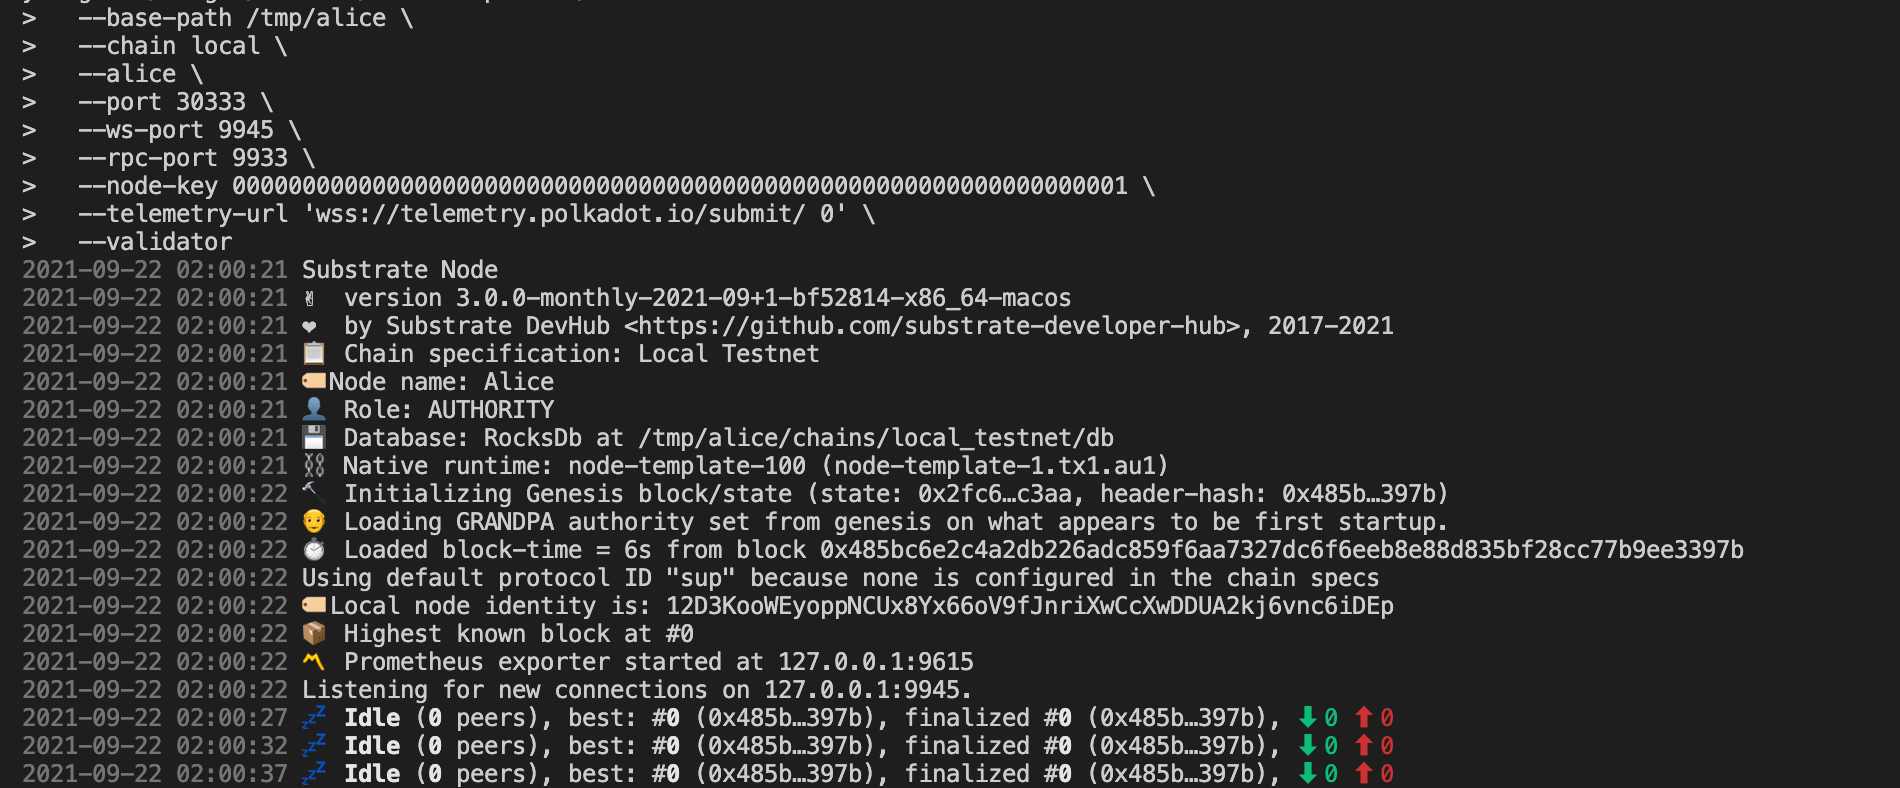 >   --base-path /tmp/alice \
>   --chain local \
>   --alice \
>   --port 30333 \
>   --ws-port 9945 \
>   --rpc-port 9933 \
>   --node-key 0000000000000000000000000000000000000000000000000000000000000001 \
>   --telemetry-url 'wss://telemetry.polkadot.io/submit/ 0' \
>   --validator
2021-09-22 02:00:21 Substrate Node
2021-09-22 02:00:21 ✌️  version 3.0.0-monthly-2021-09+1-bf52814-x86_64-macos
2021-09-22 02:00:21 ❤️  by Substrate DevHub <https://github.com/substrate-developer-hub>, 2017-2021
2021-09-22 02:00:21 📋 Chain specification: Local Testnet
2021-09-22 02:00:21 🏷 Node name: Alice
2021-09-22 02:00:21 👤 Role: AUTHORITY
2021-09-22 02:00:21 💾 Database: RocksDb at /tmp/alice/chains/local_testnet/db
2021-09-22 02:00:21 ⛓  Native runtime: node-template-100 (node-template-1.tx1.au1)
2021-09-22 02:00:22 🔨 Initializing Genesis block/state (state: 0x2fc6…c3aa, header-hash: 0x485b…397b)
2021-09-22 02:00:22 👴 Loading GRANDPA authority set from genesis on what appears to be first startup.
2021-09-22 02:00:22 ⏱  Loaded block-time = 6s from block 0x485bc6e2c4a2db226adc859f6aa7327dc6f6eeb8e88d835bf28cc77b9ee3397b
2021-09-22 02:00:22 Using default protocol ID "sup" because none is configured in the chain specs
2021-09-22 02:00:22 🏷 Local node identity is: 12D3KooWEyoppNCUx8Yx66oV9fJnriXwCcXwDDUA2kj6vnc6iDEp
2021-09-22 02:00:22 📦 Highest known block at #0
2021-09-22 02:00:22 〽️ Prometheus exporter started at 127.0.0.1:9615
2021-09-22 02:00:22 Listening for new connections on 127.0.0.1:9945.
2021-09-22 02:00:27 💤 Idle (0 peers), best: #0 (0x485b…397b), finalized #0 (0x485b…397b), ⬇ 0 ⬆ 0
2021-09-22 02:00:32 💤 Idle (0 peers), best: #0 (0x485b…397b), finalized #0 (0x485b…397b), ⬇ 0 ⬆ 0
2021-09-22 02:00:37 💤 Idle (0 peers), best: #0 (0x485b…397b), finalized #0 (0x485b…397b), ⬇ 0 ⬆ 0